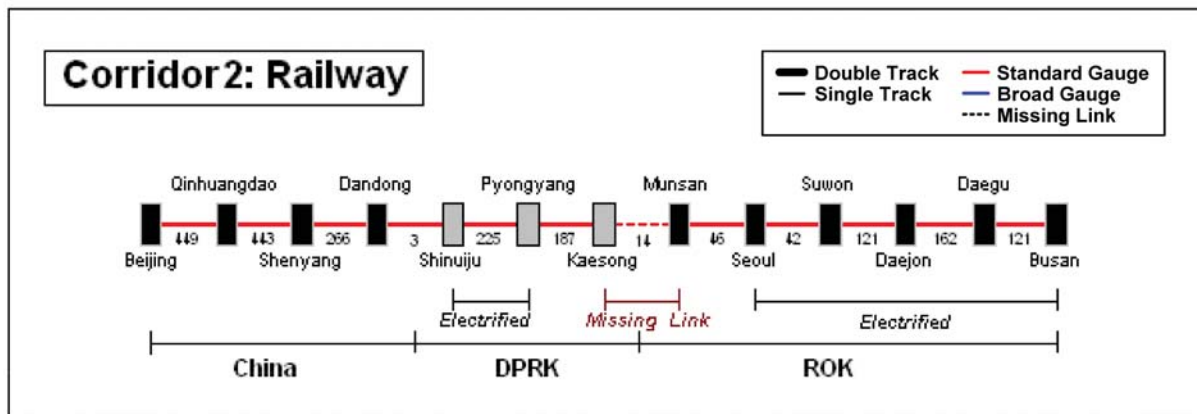 Corridor 2: Railway
Double Track
Standard Gauge
Single Track
Broad Gauge
Missing Link
Qinhuangdao
Dandong
Pyongyang
Munsan
Suwon
Daegu
449
443
266
3
225
187
14
46
42
121
162
121
Beijing
Shenyang
Shinuiju
Kaesong
Seoul
Daejon
Busan
Electrified
Missing Link
Electrified
China
DPRK
ROK